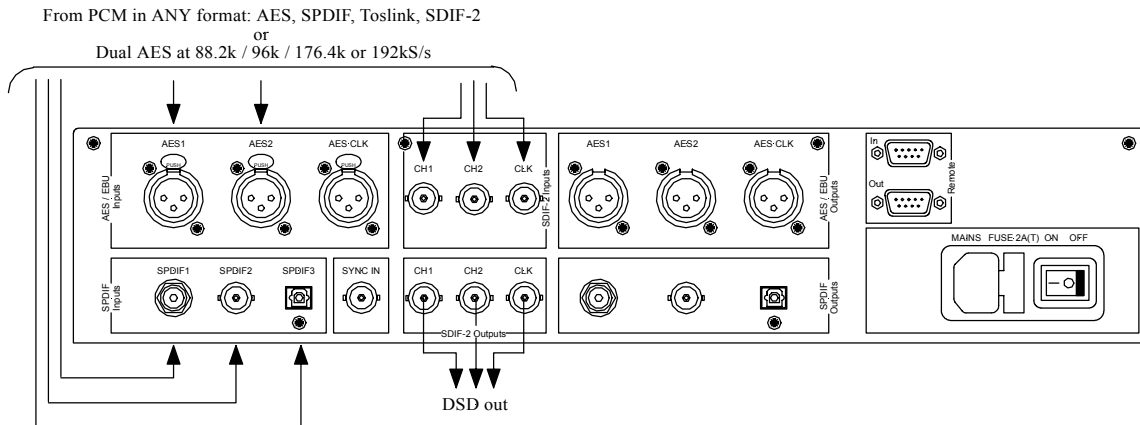 From PCM in ANY format: AES, SPDIF, Toslink, SDIF-2
or
Dual AES at 88.2k / 96k / 176.4k or 192kS/s
AES / EBU
Inputs
AES1
PUSH
AES2
PUSH
AES·CLK
PUSH
CH1
CH2
CLK
SDIF-2 Inputs
AES1
AES2
AES·CLK
AES / EBU
Outputs
In
Out
Remote
MAINS FUSE·2A(T) ON OFF
SPDIF
Inputs
SPDIF1
SPDIF2
SPDIF3
SYNC IN
CH1
CH2
CLK
SDIF-2 Outputs
SPDIF
Outputs
DSD out